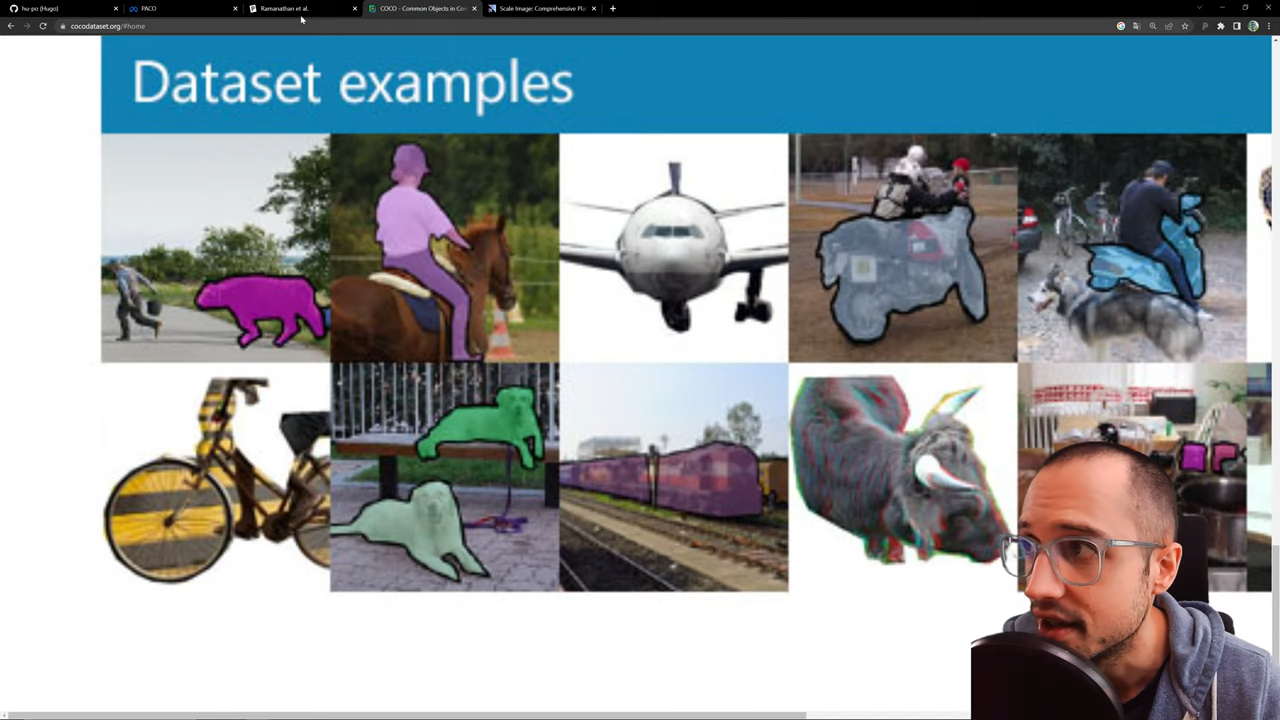 hu-po (Hugo)
PACO
Ramanathan et al.
COCO - Common Objects in Co
Scale Image: Comprehensive Pla
cocodataset.org/#home
Dataset examples